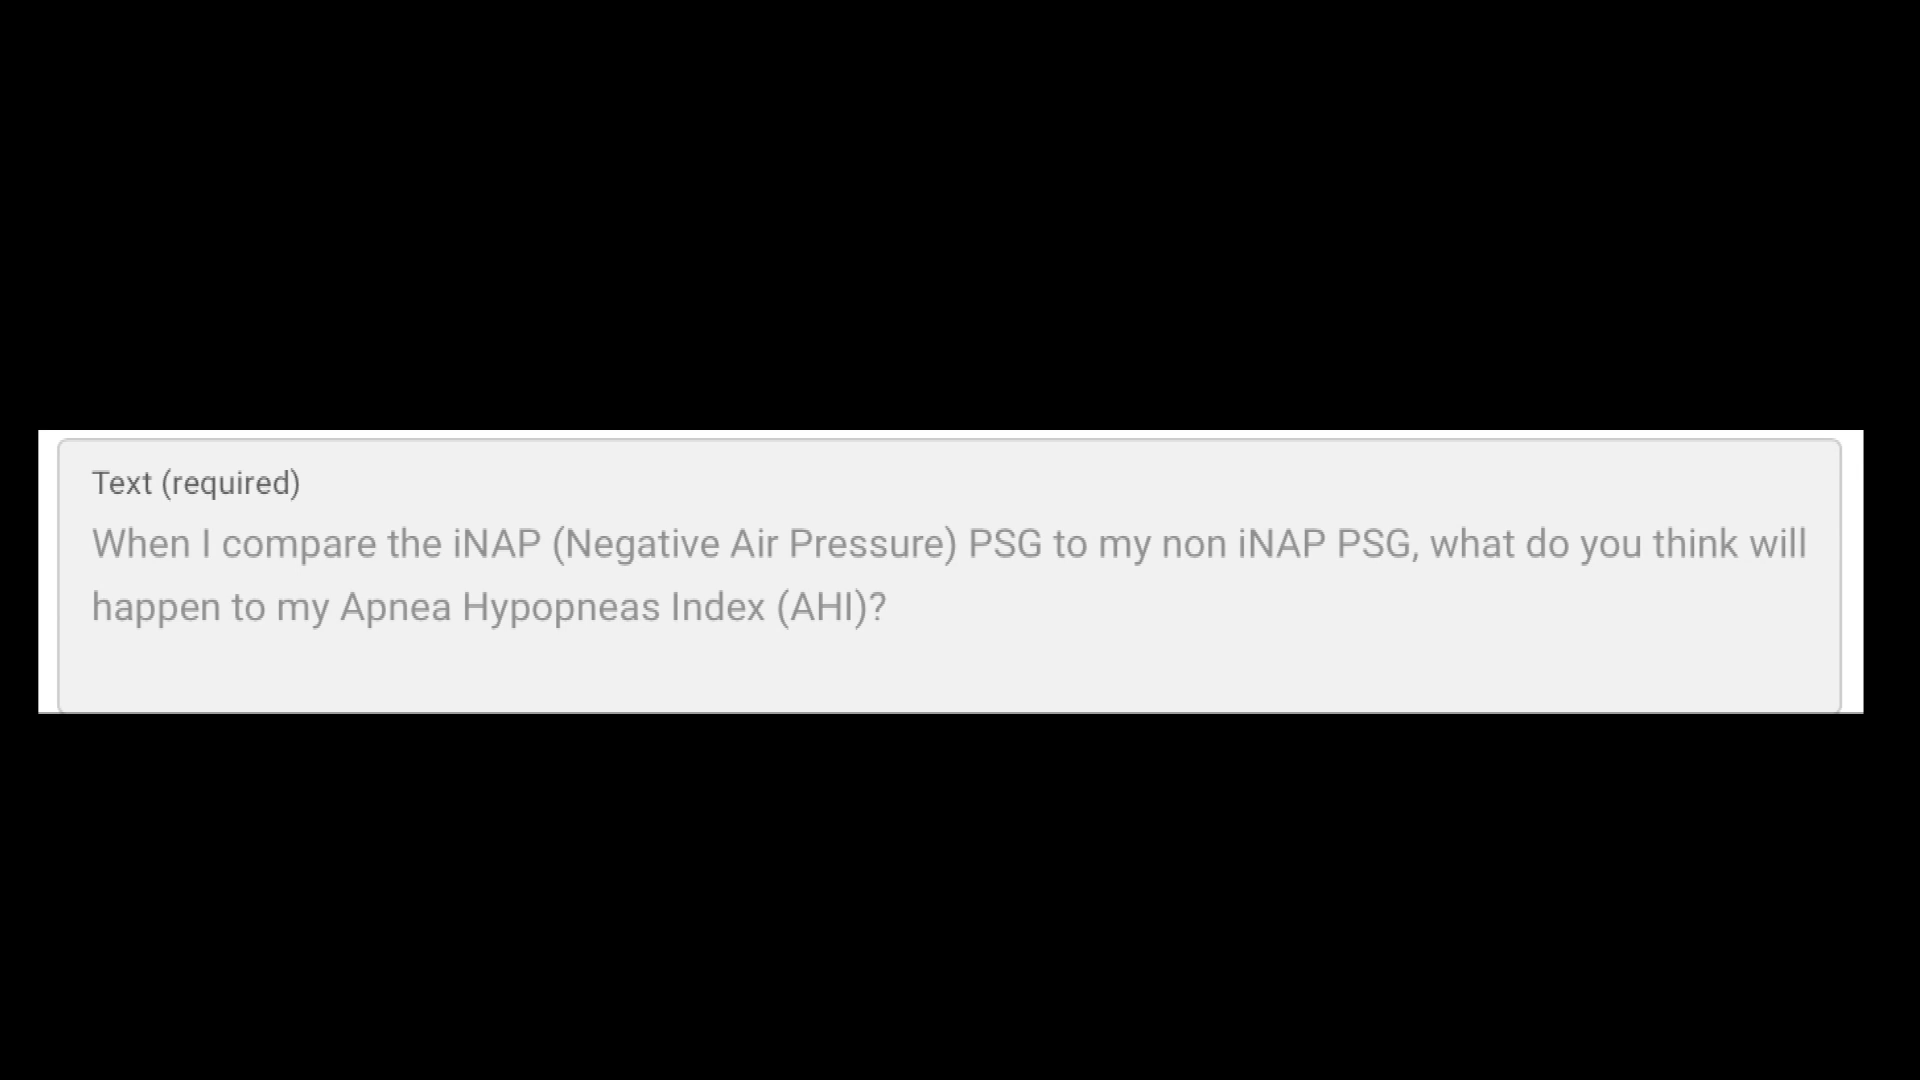 Text (required)
When I compare the iNAP (Negative Air Pressure) PSG to my non iNAP PSG, what do you think will
happen to my Apnea Hypopneas Index (AHI)?